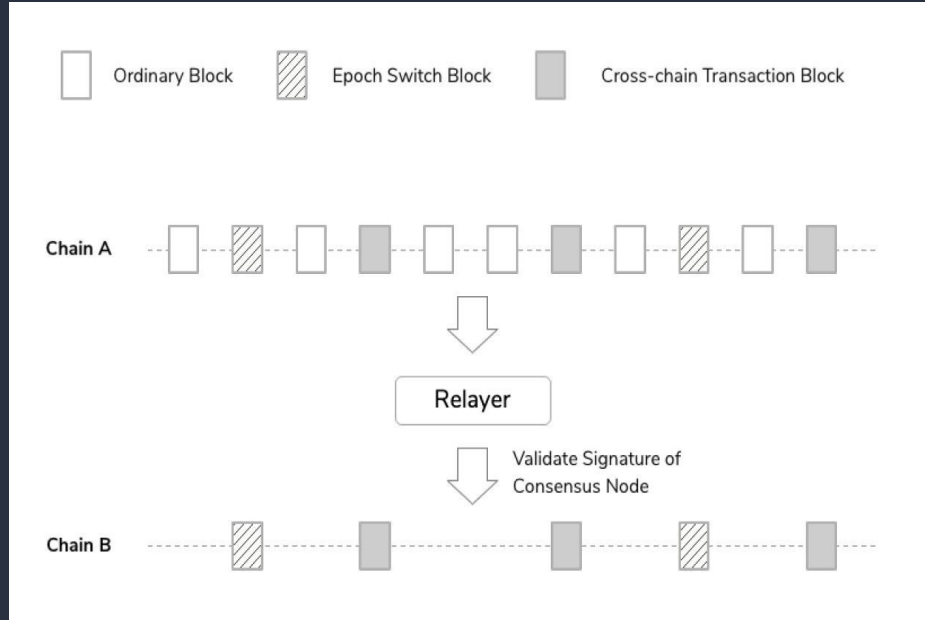 Ordinary Block
Epoch Switch Block
Cross-chain Transaction Block
Chain A
Relayer
Validate Signature of
Consensus Node
Chain B